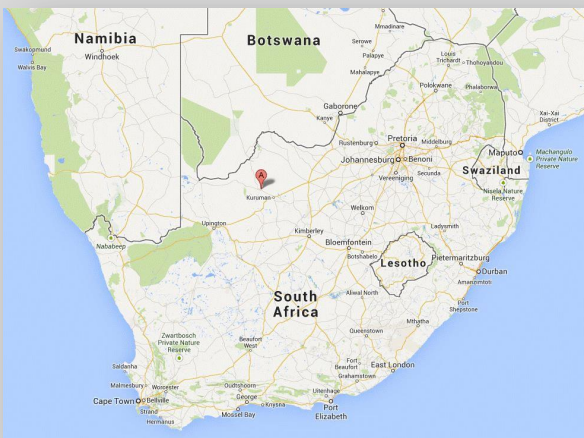 Mmadinare
Namibia
Botswana
Serowe
Swakopmund
Windhoek
Palapye
Louis
Trichardt
Thohoyandou
Walvis Bay
Mahalapye
Polokwane
Phalaborwa
Gaborone
Kanye
Xai-Xai
District
Rustenburg
Pretoria
Middelburg
Maputo
Machangulo
Private Nature
Reserve
Johannesburg
Benoni
A
Vereeniging
Secunda
Swaziland
Kuruman
Nisela Nature
Reserve
Welkom
Upington
Kimberley
Ladysmith
Nababeep
Bloemfontein
Botshabelo
Lesotho
Pietermaritzburg
Durban
Amanzimtoti
South
Africa
Aliwal North
Port
Shepstone
Mthatha
Zwartbosch
Private Nature
Reserve
Beaufort
West
Queenstown
Saldanha
Fort
Beaufort
East London
Malmesbury
Worcester
Oudtshoorn
Grahamstown
Cape Town
Bellville
George
Knysna
Uitenhage
Strand
Mossel Bay
Port
Elizabeth
Hermanus